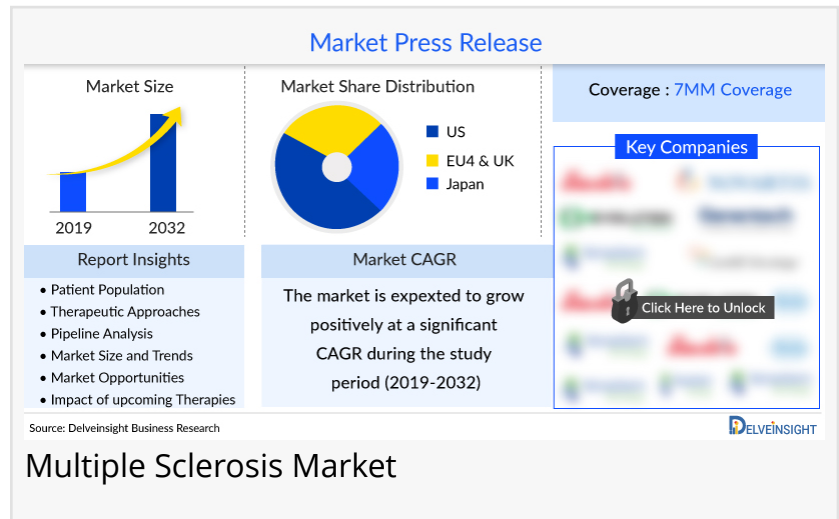 Market Press Release
Market Size
2019
2032
Market Share Distribution
US
EU4 & UK
Japan
Coverage : 7MM Coverage
Key Companies
NOVARTIS
Genentech
Click Here to Unlock
Report Insights
• Patient Population
• Therapeutic Approaches
• Pipeline Analysis
• Market Size and Trends
• Market Opportunities
• Impact of upcoming Therapies
Market CAGR
The market is expexted to grow
positively at a significant
CAGR during the study
period (2019-2032)
Source: Delveinsight Business Research
DELVEINSIGHT
Multiple Sclerosis Market